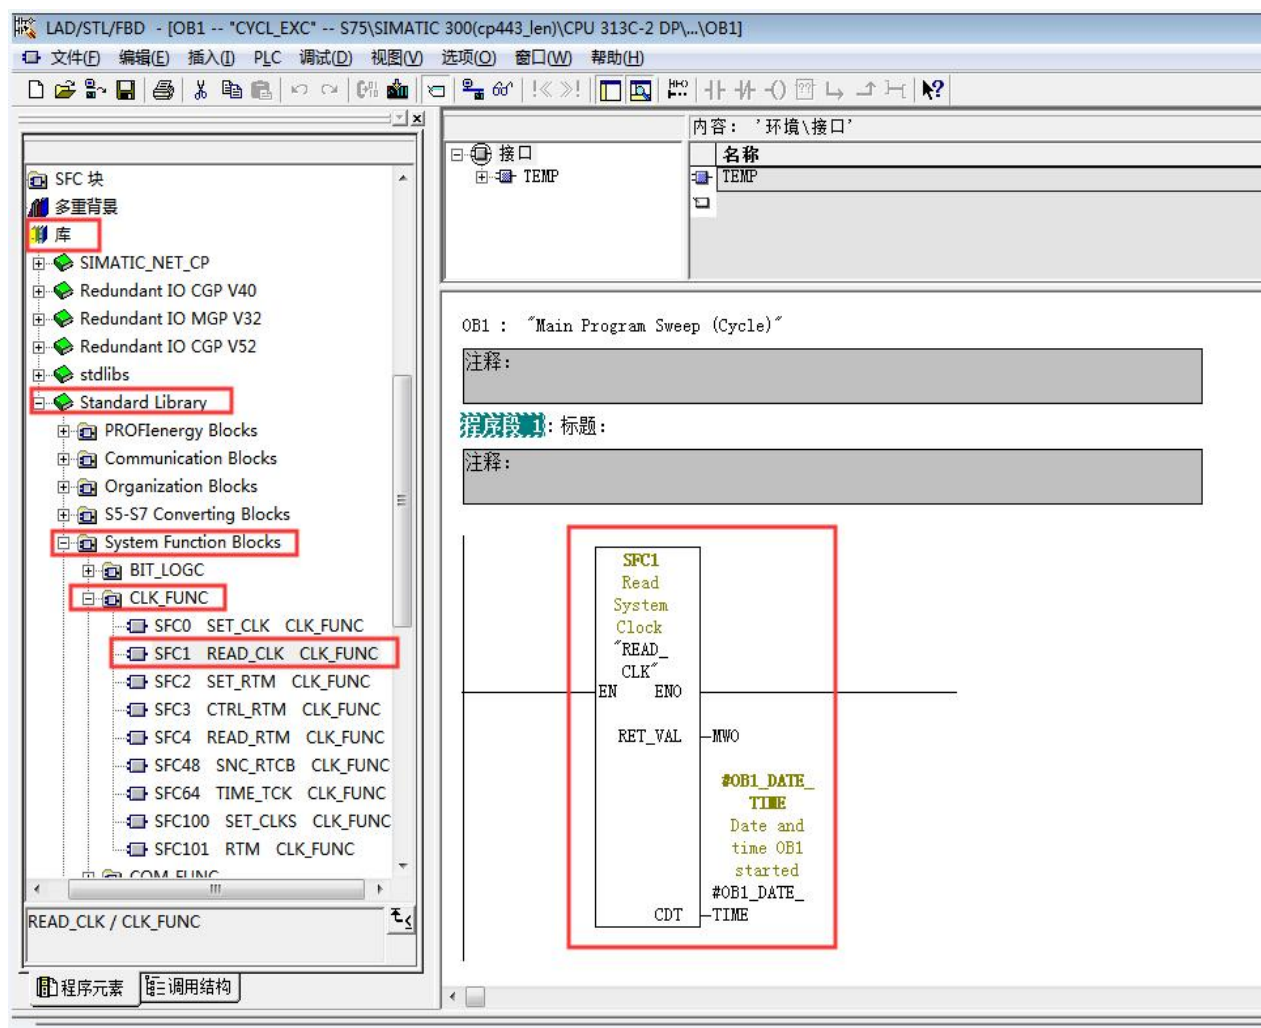 LAD/STL/FBD - [OB1 -- "CYCL_EXC" -- S75\SIMATIC 300(cp443_len)\CPU 313C-2 DP\...\OB1]
文件(F) 编辑(E) 插入(I) PLC 调试(D) 视图(V) 选项(O) 窗口(W) 帮助(H)
SFC 块
多重背景
库
SIMATIC_NET_CP
Redundant IO CGP V40
Redundant IO MGP V32
Redundant IO CGP V52
stdlibs
Standard Library
PROFIenergy Blocks
Communication Blocks
Organization Blocks
S5-S7 Converting Blocks
System Function Blocks
BIT_LOGC
CLK_FUNC
SFC0 SET_CLK CLK_FUNC
SFC1 READ_CLK CLK_FUNC
SFC2 SET_RTM CLK_FUNC
SFC3 CTRL_RTM CLK_FUNC
SFC4 READ_RTM CLK_FUNC
SFC48 SNC_RTCB CLK_FUNC
SFC64 TIME_TCK CLK_FUNC
SFC100 SET_CLKS CLK_FUNC
SFC101 RTM CLK_FUNC
COM_FUNC
READ_CLK / CLK_FUNC
程序元素 调用结构
内容: '环境\接口'
接口
TEMP
名称
TEMP
OB1 : "Main Program Sweep (Cycle)"
注释:
程序段 1: 标题:
注释:
SFC1
Read
System
Clock
"READ_
CLK"
EN ENO
RET_VAL MW0
#OB1_DATE_
TIME
Date and
time OB1
started
#OB1_DATE_
CDT TIME